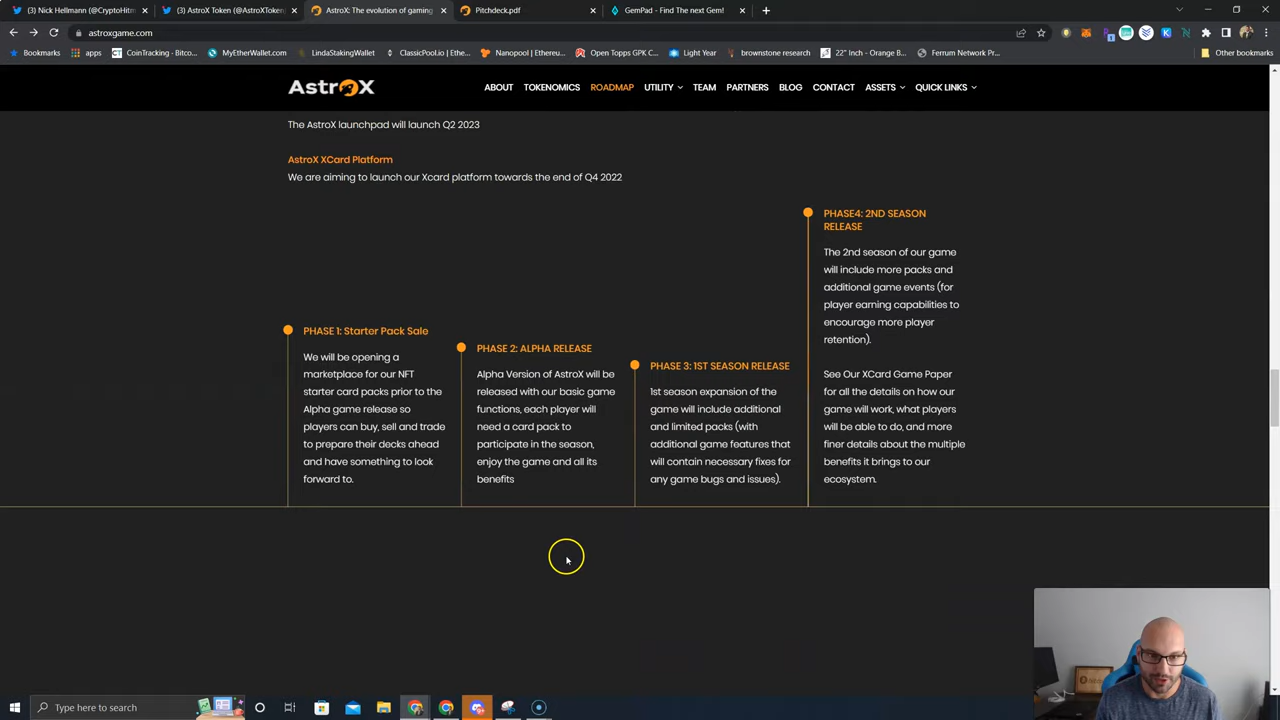 (3) Nick Hellmann (@CryptoHitm
(3) AstroX Token (@AstroXToken
AstroX: The evolution of gaming
Pitchdeck.pdf
GemPad - Find The next Gem!
astroxgame.com
Bookmarks
apps
CoinTracking - Bitco...
MyEtherWallet.com
LindaStakingWallet
ClassicPool.io | Ethe...
Nanopool | Ethereu...
Open Topps GPK C...
Light Year
brownstone research
22" Inch - Orange B...
Ferrum Network Pr...
Other bookmarks
AstroX
ABOUT
TOKENOMICS
ROADMAP
UTILITY
TEAM
PARTNERS
BLOG
CONTACT
ASSETS
QUICK LINKS
The AstroX launchpad will launch Q2 2023
AstroX XCard Platform
We are aiming to launch our Xcard platform towards the end of Q4 2022
PHASE 1: Starter Pack Sale
We will be opening a
marketplace for our NFT
starter card packs prior to the
Alpha game release so
players can buy, sell and trade
to prepare their decks ahead
and have something to look
forward to.
PHASE 2: ALPHA RELEASE
Alpha Version of AstroX will be
released with our basic game
functions, each player will
need a card pack to
participate in the season,
enjoy the game and all its
benefits
PHASE 3: 1ST SEASON RELEASE
1st season expansion of the
game will include additional
and limited packs (with
additional game features that
will contain necessary fixes for
any game bugs and issues).
PHASE4: 2ND SEASON
RELEASE
The 2nd season of our game
will include more packs and
additional game events (for
player earning capabilities to
encourage more player
retention).
See Our XCard Game Paper
for all the details on how our
game will work, what players
will be able to do, and more
finer details about the multiple
benefits it brings to our
ecosystem.
Type here to search